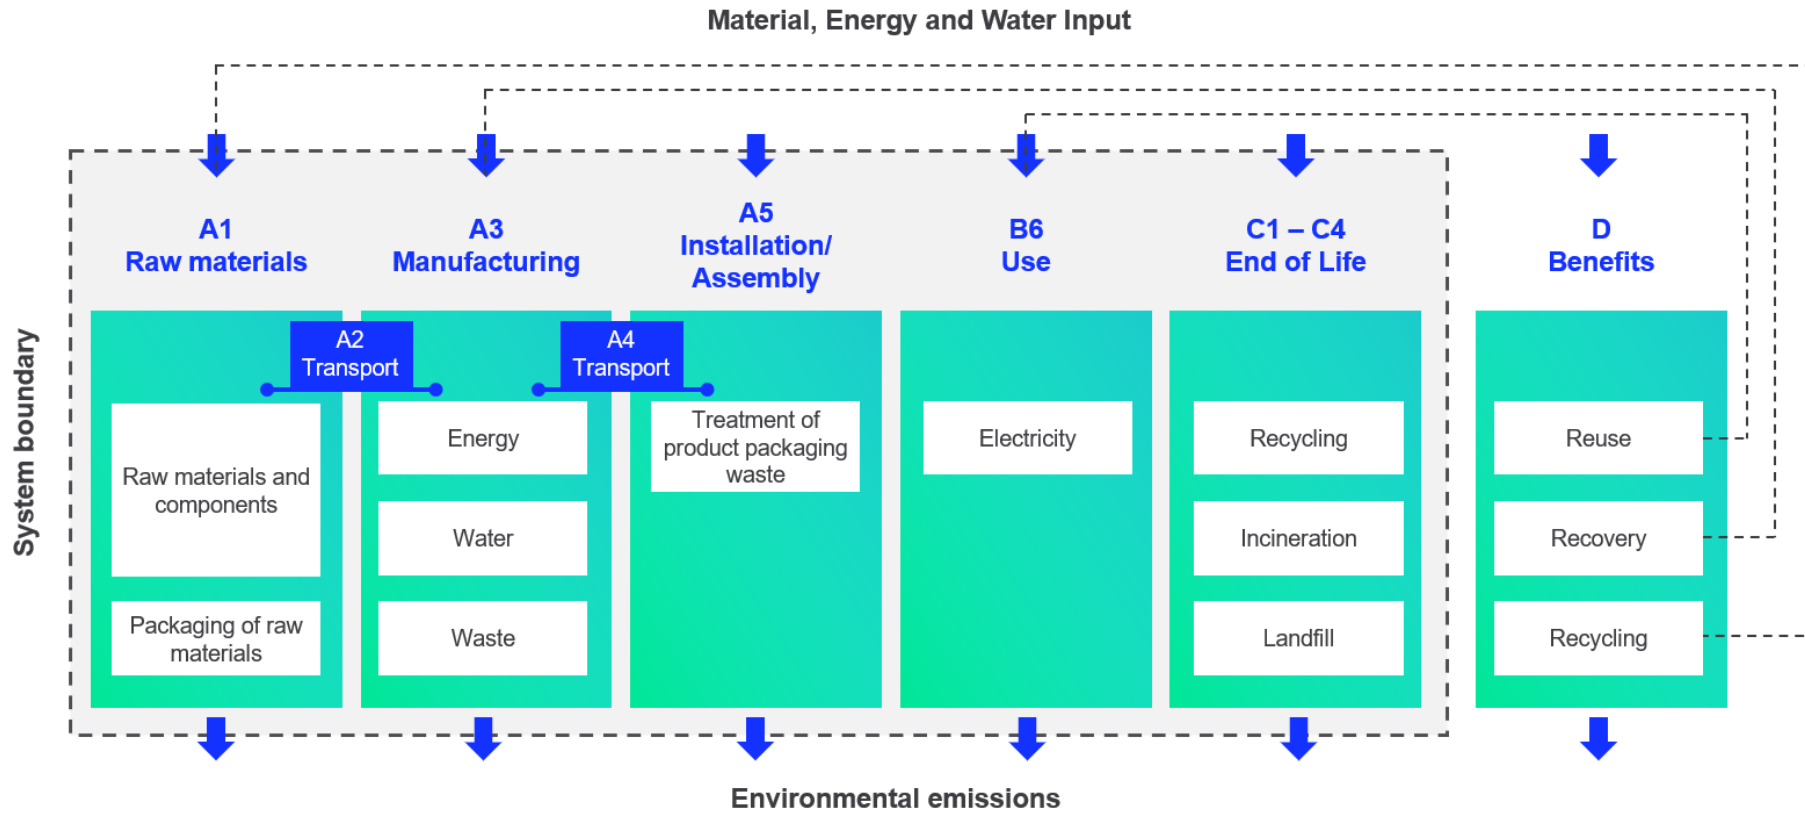 Material, Energy and Water Input
System boundary
A1
Raw materials
A3
Manufacturing
A5
Installation/
Assembly
B6
Use
C1 – C4
End of Life
D
Benefits
A2
Transport
A4
Transport
Raw materials and
components
Packaging of raw
materials
Energy
Water
Waste
Treatment of
product packaging
waste
Electricity
Recycling
Incineration
Landfill
Reuse
Recovery
Recycling
Environmental emissions